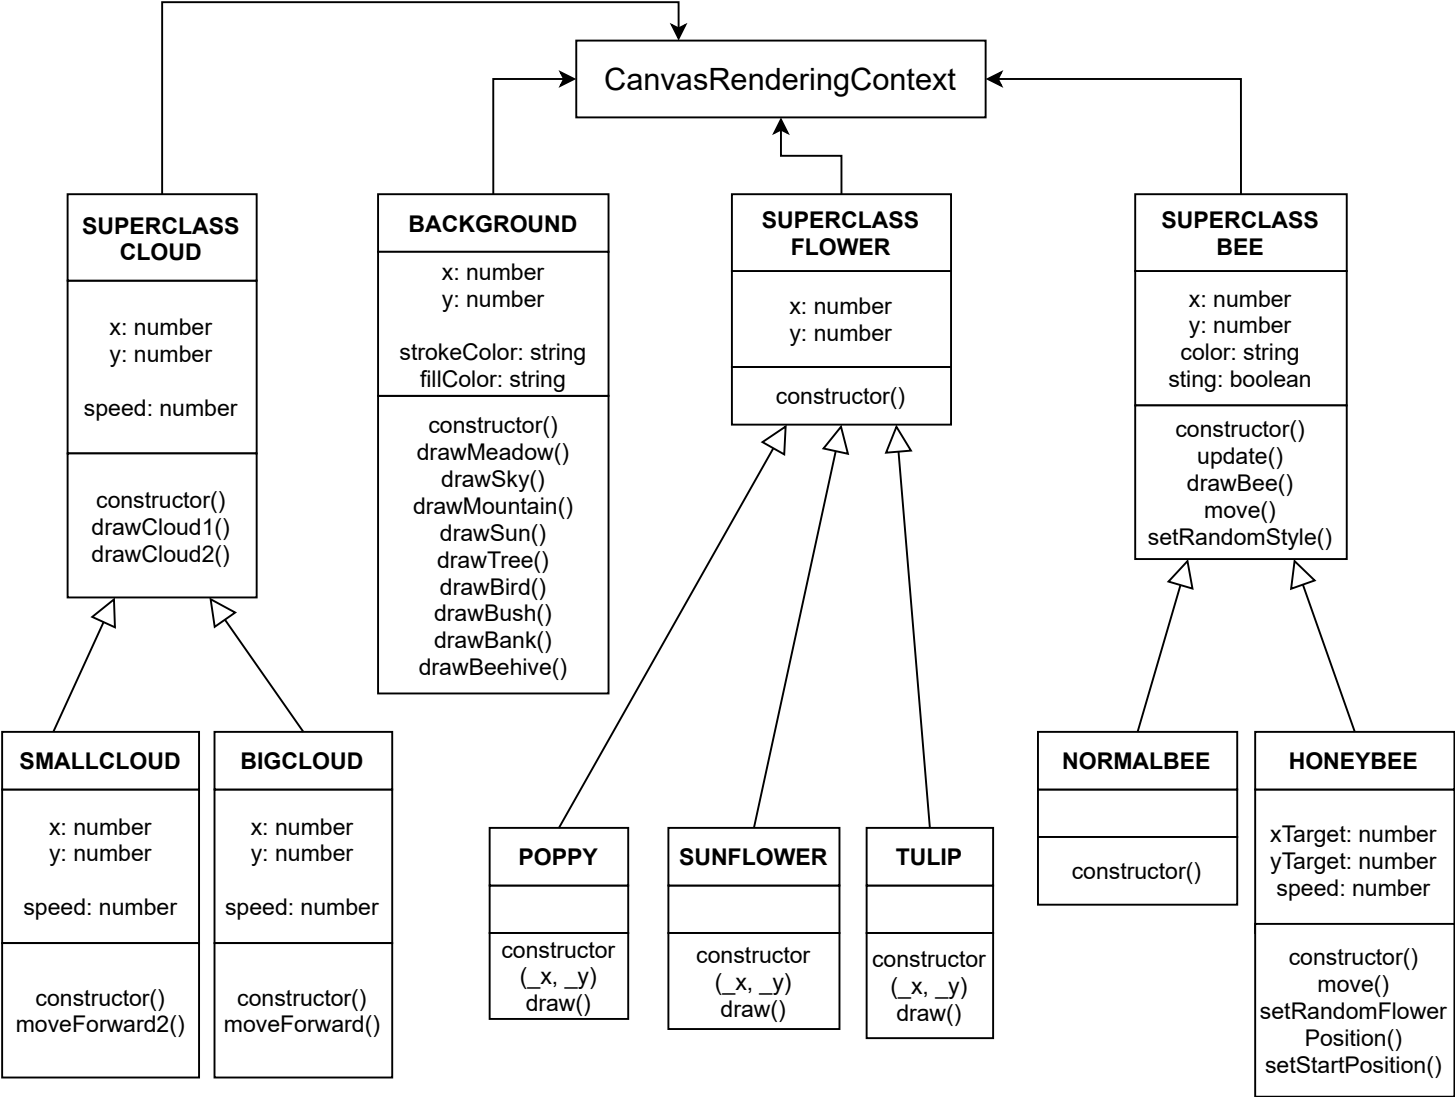 CanvasRenderingContext
SUPERCLASS
CLOUD
x: number
y: number
speed: number
constructor()
drawCloud1()
drawCloud2()
BACKGROUND
x: number
y: number
strokeColor: string
fillColor: string
constructor()
drawMeadow()
drawSky()
drawMountain()
drawSun()
drawTree()
drawBird()
drawBush()
drawBank()
drawBeehive()
SUPERCLASS
FLOWER
x: number
y: number
constructor()
SUPERCLASS
BEE
x: number
y: number
color: string
sting: boolean
constructor()
update()
drawBee()
move()
setRandomStyle()
SMALLCLOUD
x: number
y: number
speed: number
constructor()
moveForward2()
BIGCLOUD
x: number
y: number
speed: number
constructor()
moveForward()
POPPY
constructor
(_x, _y)
draw()
SUNFLOWER
constructor
(_x, _y)
draw()
TULIP
constructor
(_x, _y)
draw()
NORMALBEE
constructor()
HONEYBEE
xTarget: number
yTarget: number
speed: number
constructor()
move()
setRandomFlower
Position()
setStartPosition()